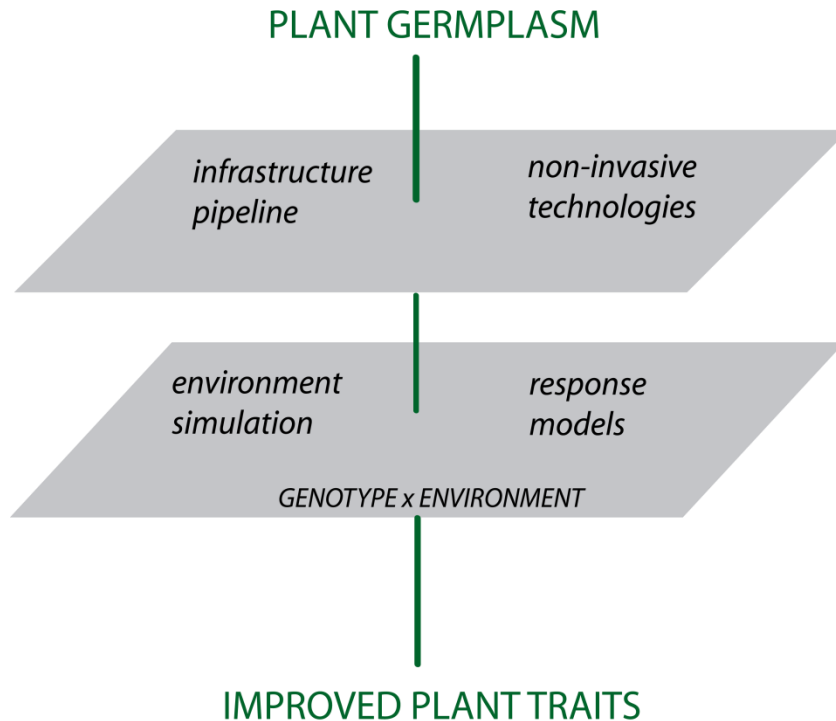 PLANT GERMPLASM
infrastructure
pipeline
non-invasive
technologies
environment
simulation
response
models
GENOTYPE x ENVIRONMENT
IMPROVED PLANT TRAITS